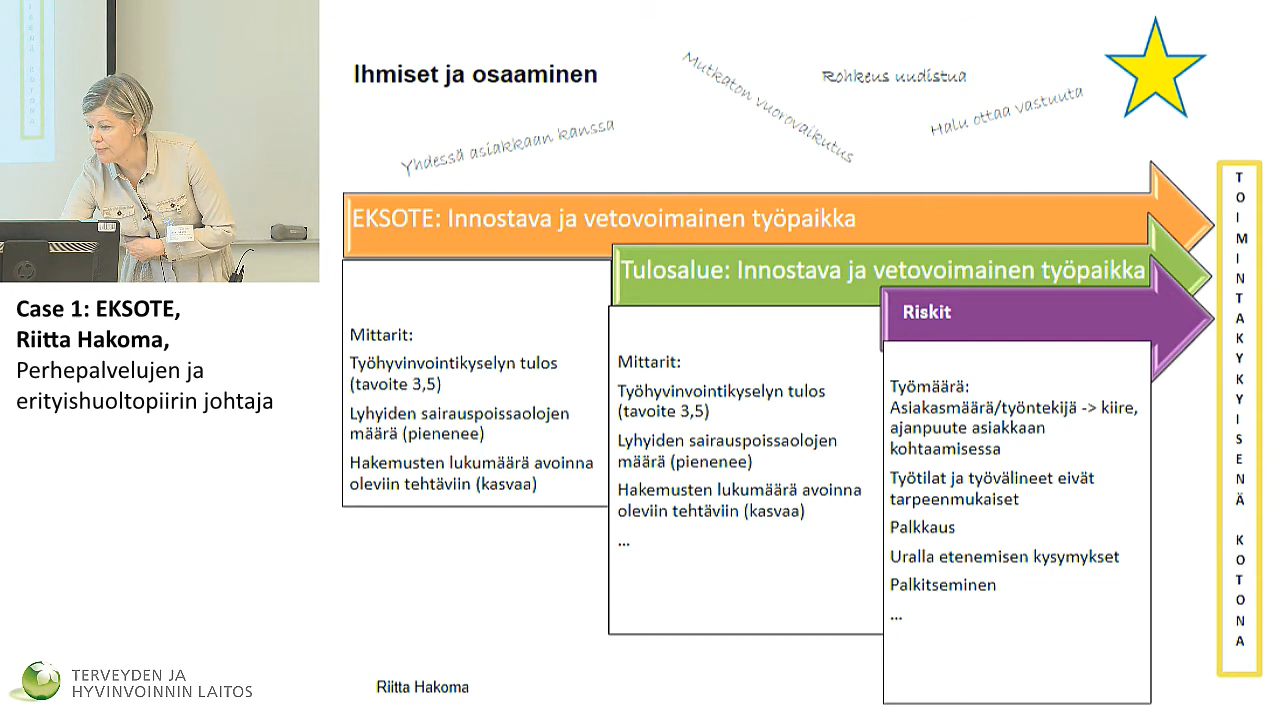 Ihmiset ja osaaminen
Yhdessä asiakkaan kanssa
Mutkaton vuorovaikutus
Rohkeus uudistua
Halu ottaa vastuuta
EKSOTE: Innostava ja vetovoimainen työpaikka
Mittarit:
Työhyvinvointikyselyn tulos
(tavoite 3,5)
Lyhyiden sairauspoissaolojen
määrä (pienenee)
Hakemusten lukumäärä avoinna
oleviin tehtäviin (kasvaa)
Tulosalue: Innostava ja vetovoimainen työpaikka
Mittarit:
Työhyvinvointikyselyn tulos
(tavoite 3,5)
Lyhyiden sairauspoissaolojen
määrä (pienenee)
Hakemusten lukumäärä avoinna
oleviin tehtäviin (kasvaa)
...
Riskit
Työmäärä:
Asiakasmäärä/työntekijä -> kiire,
ajanpuute asiakkaan
kohtaamisessa
Työtilat ja työvälineet eivät
tarpeenmukaiset
Palkkaus
Uralla etenemisen kysymykset
Palkitseminen
...
TOIMINTAKYKYISENÄ KOTONA
Riitta Hakoma
Case 1: EKSOTE,
Riitta Hakoma,
Perhepalvelujen ja
erityishuoltopiirin johtaja
TERVEYDEN JA
HYVINVOINNIN LAITOS